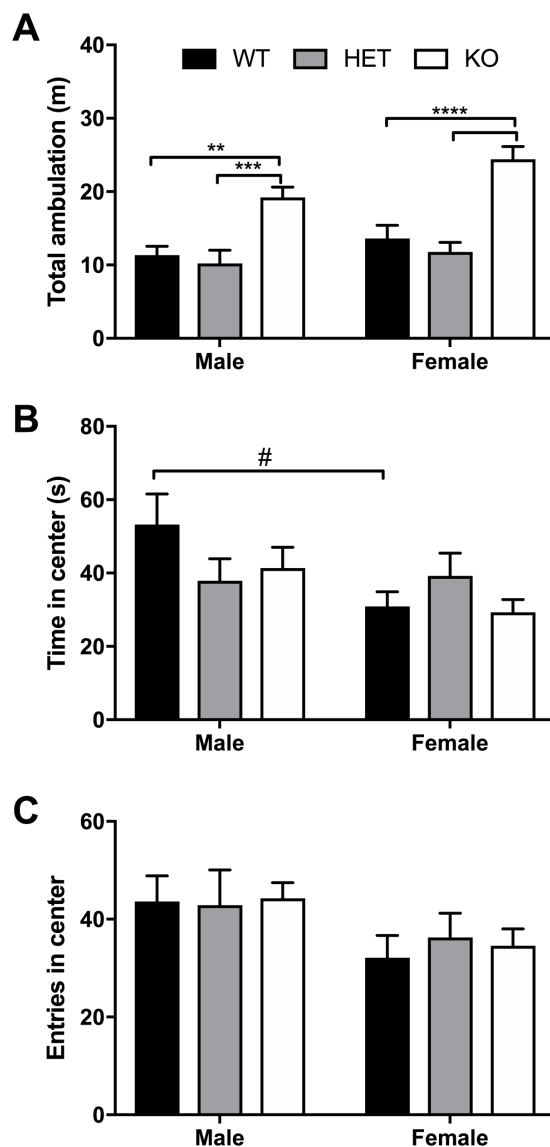 A
Total ambulation (m)
40
30
20
10
0
WT HET KO
**
***
****
Male Female
B
Time in center (s)
80
60
40
20
0
#
Male Female
C
Entries in center
60
40
20
0
Male Female